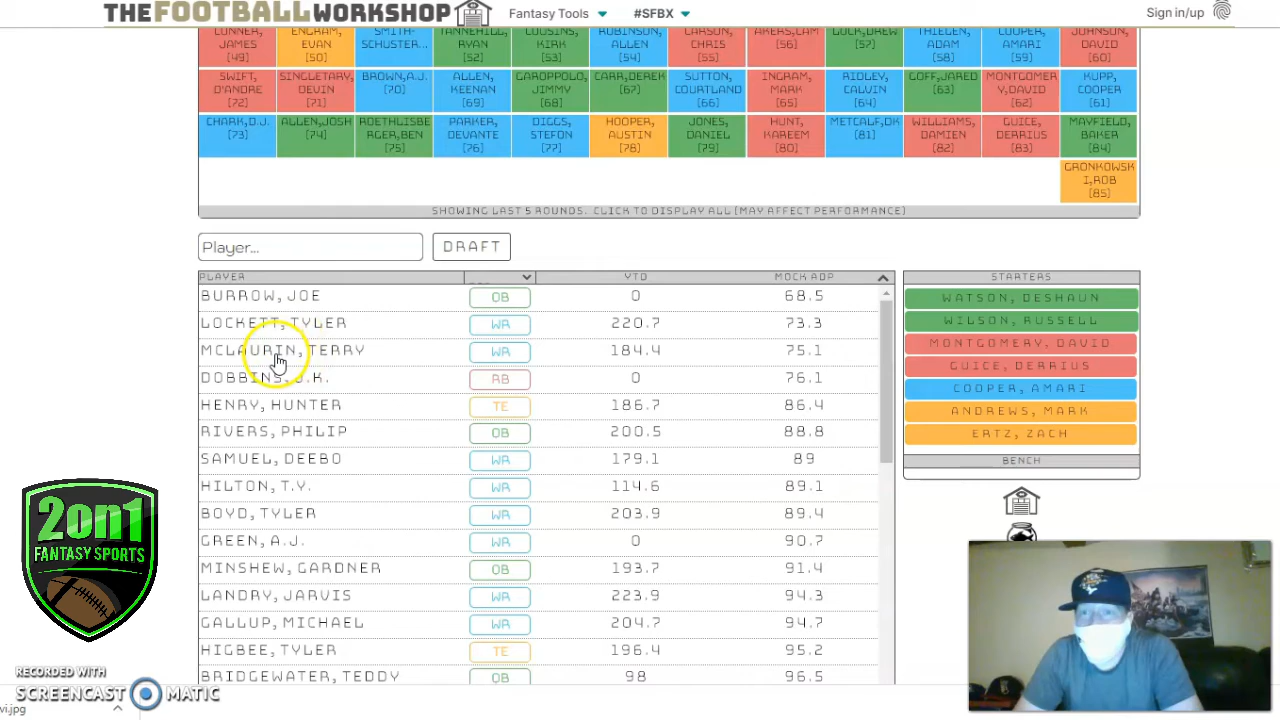 THEFOOTBALLWORKSHOP Fantasy Tools #SFBX Sign in/up
CONNER, JAMES [49] ENGRAM, EVAN [50] SMITH-SCHUSTER... TANNEHILL, RYAN [52] COUSINS, KIRK [53] ROBINSON, ALLEN [54] CARSON, CHRIS [55] AKERS,CAM [56] LOCK,DREW [57] THIELEN, ADAM [58] COOPER, AMARI [59] JOHNSON, DAVID [60]
SWIFT, D'ANDRE [72] SINGLETARY, DEVIN [71] BROWN,A.J. [70] ALLEN, KEENAN [69] GAROPPOLO, JIMMY [68] CARR,DEREK [67] SUTTON, COURTLAND [66] INGRAM, MARK [65] RIDLEY, CALVIN [64] GOFF,JARED [63] MONTGOMERY,DAVID [62] KUPP, COOPER [61]
CHARK,D.J. [73] ALLEN,JOSH [74] ROETHLISBERGER,BEN [75] PARKER, DEVANTE [76] DIGGS, STEFON [77] HOOPER, AUSTIN [78] JONES, DANIEL [79] HUNT, KAREEM [80] METCALF,DK [81] WILLIAMS, DAMIEN [82] GUICE, DERRIUS [83] MAYFIELD, BAKER [84]
GRONKOWSKI,ROB [85]
SHOWING LAST 5 ROUNDS. CLICK TO DISPLAY ALL (MAY AFFECT PERFORMANCE)
Player... DRAFT
PLAYER YTD MOCK ADP
BURROW, JOE QB 0 68.5
LOCKETT, TYLER WR 220.7 73.3
MCLAURIN, TERRY WR 184.4 75.1
DOBBINS, J.K. RB 0 76.1
HENRY, HUNTER TE 186.7 86.4
RIVERS, PHILIP QB 200.5 88.8
SAMUEL, DEEBO WR 179.1 89
HILTON, T.Y. WR 114.6 89.1
BOYD, TYLER WR 203.9 89.4
GREEN, A.J. WR 0 90.7
MINSHEW, GARDNER QB 193.7 91.4
LANDRY, JARVIS WR 223.9 94.3
GALLUP, MICHAEL WR 204.7 94.7
HIGBEE, TYLER TE 196.4 95.2
BRIDGEWATER, TEDDY QB 98 96.5
STARTERS
WATSON, DESHAUN
WILSON, RUSSELL
MONTGOMERY, DAVID
GUICE, DERRIUS
COOPER, AMARI
ANDREWS, MARK
ERTZ, ZACH
BENCH
2on1
FANTASY SPORTS
RECORDED WITH
SCREENCAST MATIC
vi.jpg